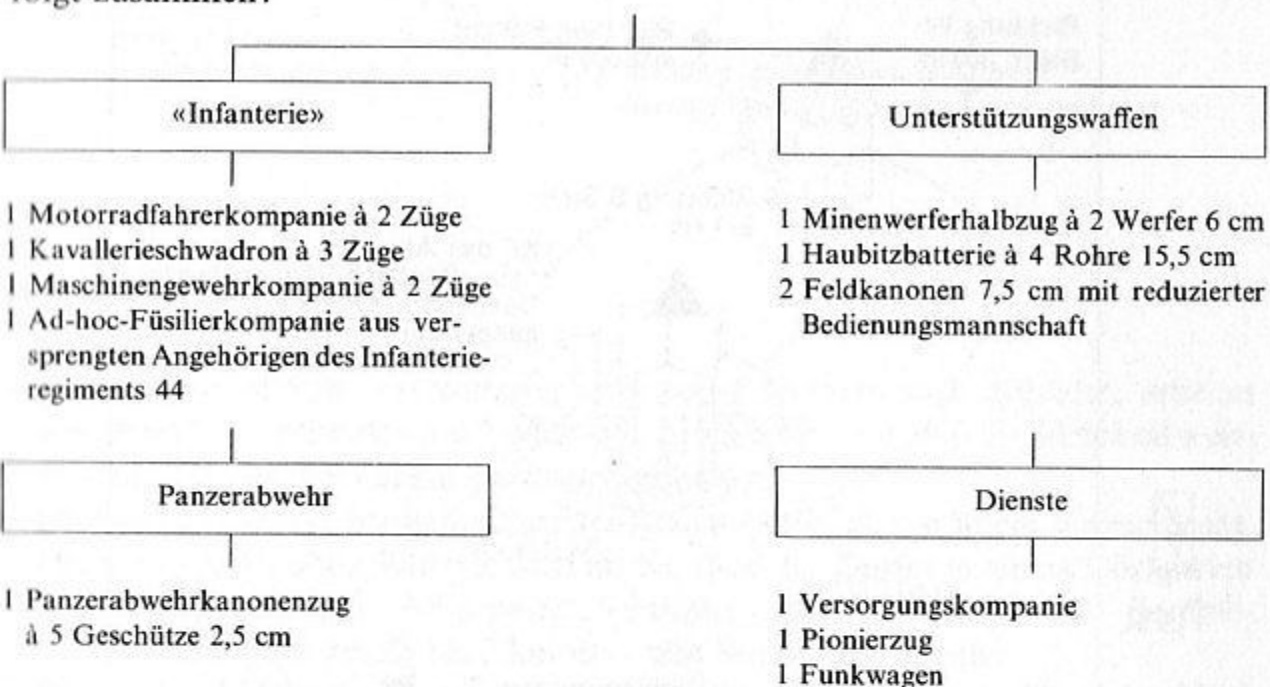 folge zusammen:
«Infanterie»
1 Motorradfahrerkompanie à 2 Züge
1 Kavallerieschwadron à 3 Züge
1 Maschinengewehrkompanie à 2 Züge
1 Ad-hoc-Füsilierkompanie aus ver-
sprengten Angehörigen des Infanterie-
regiments 44
Panzerabwehr
1 Panzerabwehrkanonenzug
à 5 Geschütze 2,5 cm
Unterstützungswaffen
1 Minenwerferhalbzug à 2 Werfer 6 cm
1 Haubitzbatterie à 4 Rohre 15,5 cm
2 Feldkanonen 7,5 cm mit reduzierter
Bedienungsmannschaft
Dienste
1 Versorgungskompanie
1 Pionierzug
1 Funkwagen